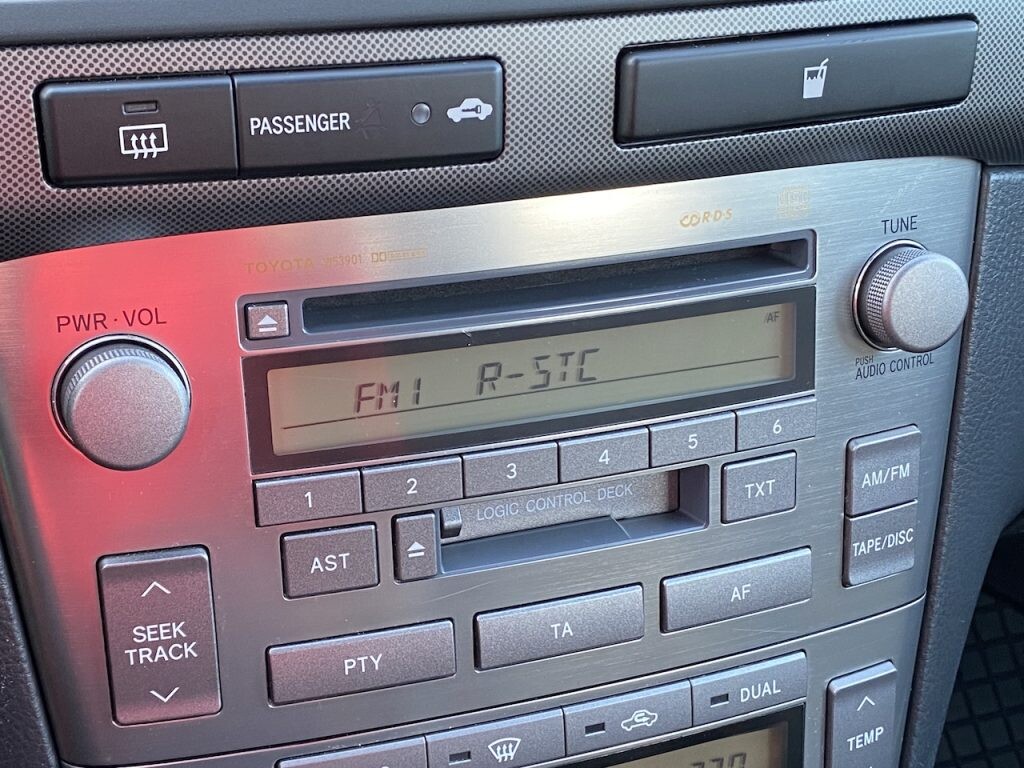 PASSENGER
RDS
TUNE
TOYOTA W53901
PWR · VOL
/AF
PUSH
AUDIO CONTROL
FM1 R-STC
1 2 3 4 5 6
LOGIC CONTROL DECK
TXT
AM/FM
AST
TAPE/DISC
SEEK
TRACK
PTY
TA
AF
DUAL
TEMP